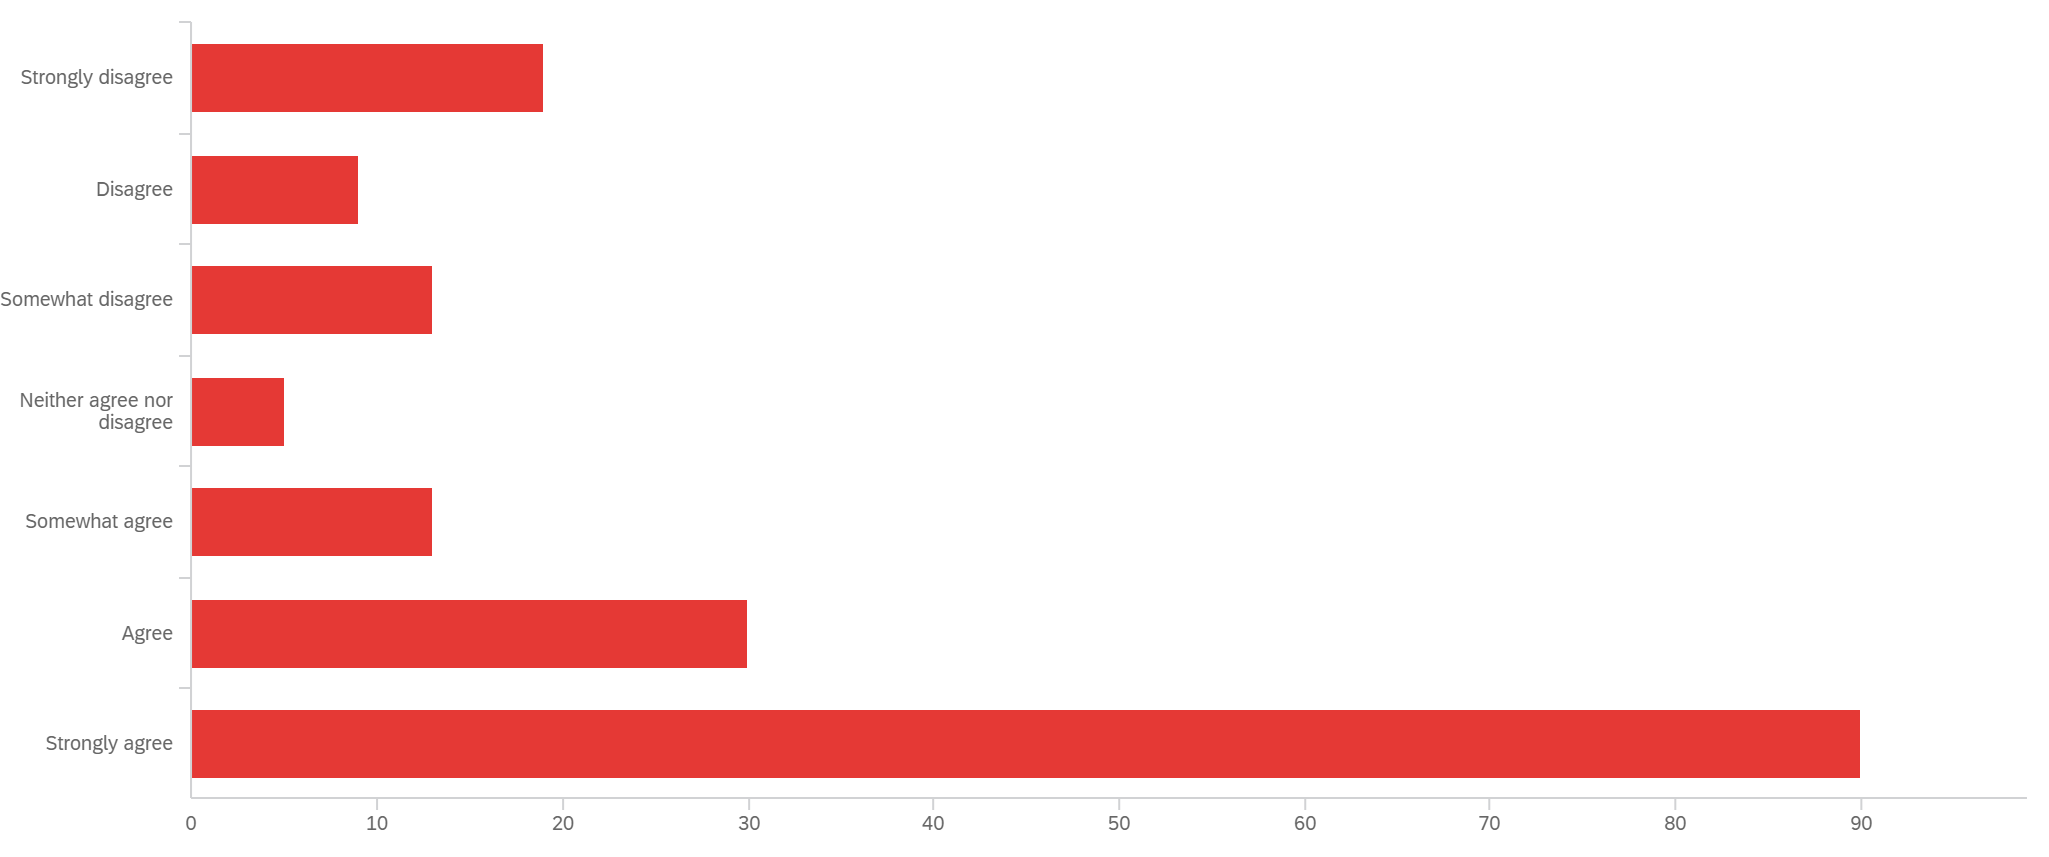 Strongly disagree
Disagree
Somewhat disagree
Neither agree nor
disagree
Somewhat agree
Agree
Strongly agree
0 10 20 30 40 50 60 70 80 90